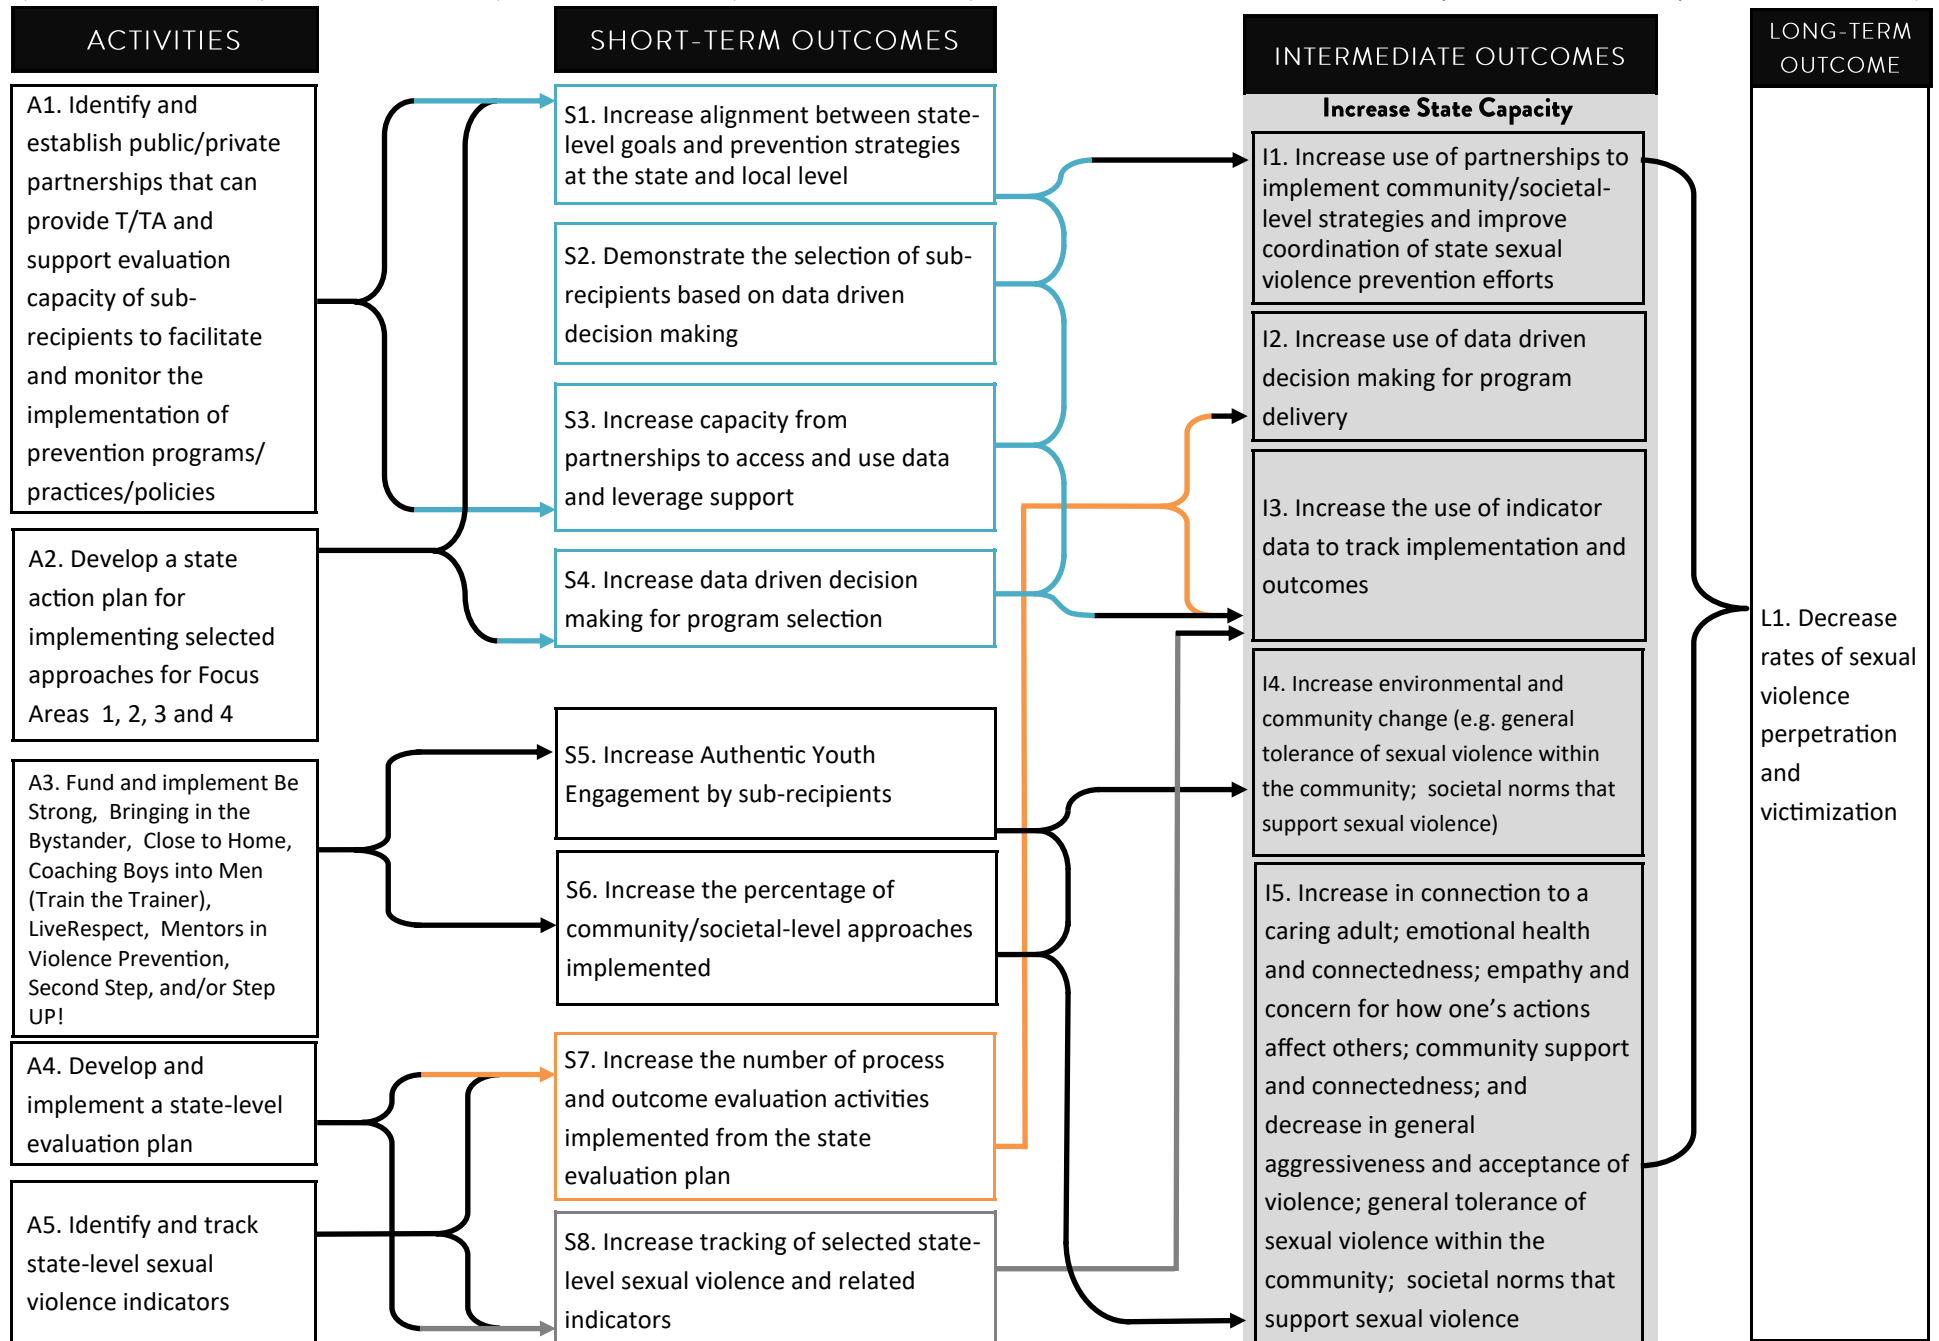 ACTIVITIES
A1. Identify and
establish public/private
partnerships that can
provide T/TA and
support evaluation
capacity of sub-
recipients to facilitate
and monitor the
implementation of
prevention programs/
practices/policies
A2. Develop a state
action plan for
implementing selected
approaches for Focus
Areas 1, 2, 3 and 4
A3. Fund and implement Be
Strong, Bringing in the
Bystander, Close to Home,
Coaching Boys into Men
(Train the Trainer),
LiveRespect, Mentors in
Violence Prevention,
Second Step, and/or Step
UP!
A4. Develop and
implement a state-level
evaluation plan
A5. Identify and track
state-level sexual
violence indicators
SHORT-TERM OUTCOMES
S1. Increase alignment between state-
level goals and prevention strategies
at the state and local level
S2. Demonstrate the selection of sub-
recipients based on data driven
decision making
S3. Increase capacity from
partnerships to access and use data
and leverage support
S4. Increase data driven decision
making for program selection
S5. Increase Authentic Youth
Engagement by sub-recipients
S6. Increase the percentage of
community/societal-level approaches
implemented
S7. Increase the number of process
and outcome evaluation activities
implemented from the state
evaluation plan
S8. Increase tracking of selected state-
level sexual violence and related
indicators
INTERMEDIATE OUTCOMES
Increase State Capacity
I1. Increase use of partnerships to
implement community/societal-
level strategies and improve
coordination of state sexual
violence prevention efforts
I2. Increase use of data driven
decision making for program
delivery
I3. Increase the use of indicator
data to track implementation and
outcomes
I4. Increase environmental and
community change (e.g. general
tolerance of sexual violence within
the community; societal norms that
support sexual violence)
I5. Increase in connection to a
caring adult; emotional health
and connectedness; empathy and
concern for how one's actions
affect others; community support
and connectedness; and
decrease in general
aggressiveness and acceptance of
violence; general tolerance of
sexual violence within the
community; societal norms that
support sexual violence
LONG-TERM
OUTCOME
L1. Decrease
rates of sexual
violence
perpetration
and
victimization